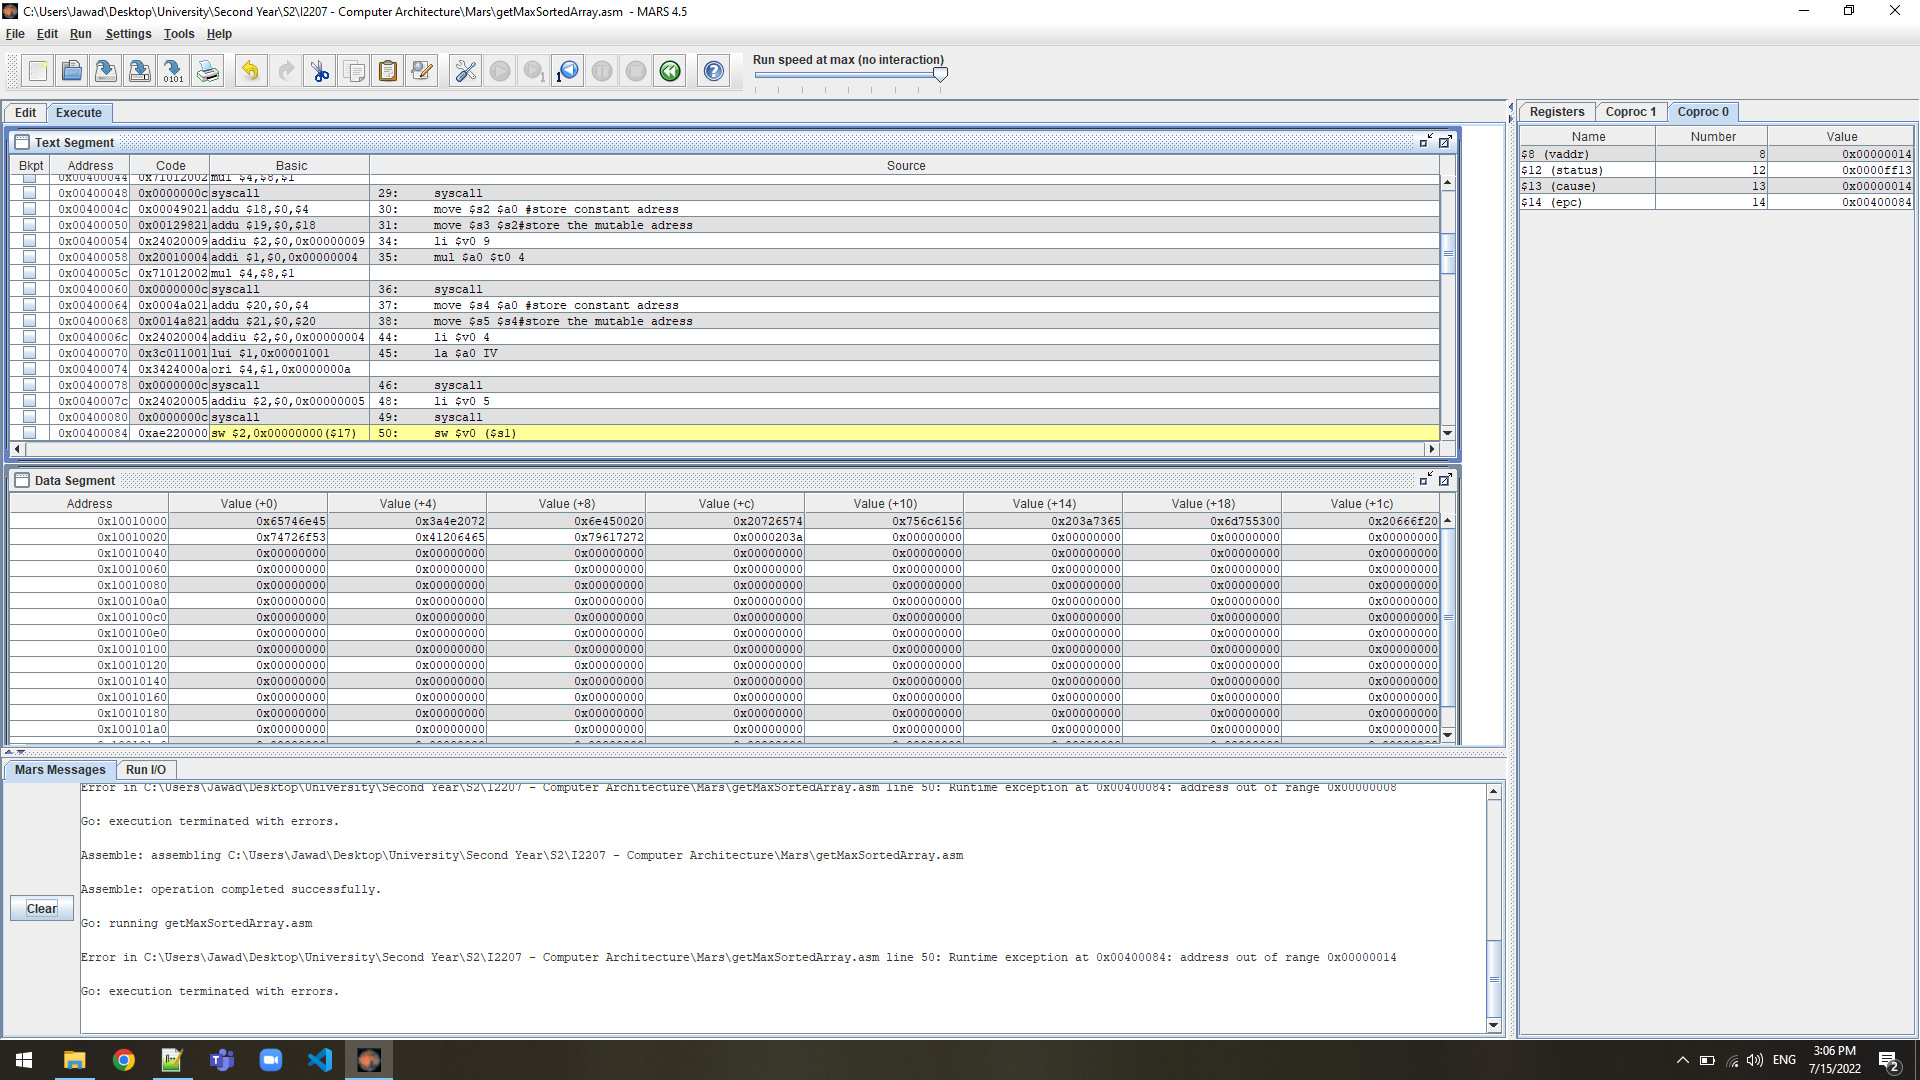 C:\Users\Jawad\Desktop\University\Second Year\S2\I2207 - Computer Architecture\Mars\getMaxSortedArray.asm - MARS 4.5
File Edit Run Settings Tools Help
Run speed at max (no interaction)
Edit Execute
Text Segment
Bkpt Address Code Basic Source
0x00400044 0x71012002 mul $4,$8,$1
0x00400048 0x0000000c syscall 29: syscall
0x0040004c 0x00049021 addu $18,$0,$4 30: move $s2 $a0 #store constant adress
0x00400050 0x00129821 addu $19,$0,$18 31: move $s3 $s2#store the mutable adress
0x00400054 0x24020009 addiu $2,$0,0x00000009 34: li $v0 9
0x00400058 0x20010004 addi $1,$0,0x00000004 35: mul $a0 $t0 4
0x0040005c 0x71012002 mul $4,$8,$1
0x00400060 0x0000000c syscall 36: syscall
0x00400064 0x0004a021 addu $20,$0,$4 37: move $s4 $a0 #store constant adress
0x00400068 0x0014a821 addu $21,$0,$20 38: move $s5 $s4#store the mutable adress
0x0040006c 0x24020004 addiu $2,$0,0x00000004 44: li $v0 4
0x00400070 0x3c011001 lui $1,0x00001001 45: la $a0 IV
0x00400074 0x3424000a ori $4,$1,0x0000000a
0x00400078 0x0000000c syscall 46: syscall
0x0040007c 0x24020005 addiu $2,$0,0x00000005 48: li $v0 5
0x00400080 0x0000000c syscall 49: syscall
0x00400084 0xae220000 sw $2,0x00000000($17) 50: sw $v0 ($s1)
Data Segment
Address Value (+0) Value (+4) Value (+8) Value (+c) Value (+10) Value (+14) Value (+18) Value (+1c)
0x10010000 0x65746e45 0x3a4e2072 0x6e450020 0x20726574 0x756c6156 0x203a7365 0x6d755300 0x20666f20
0x10010020 0x74726f53 0x41206465 0x79617272 0x0000203a 0x00000000 0x00000000 0x00000000 0x00000000
0x10010040 0x00000000 0x00000000 0x00000000 0x00000000 0x00000000 0x00000000 0x00000000 0x00000000
0x10010060 0x00000000 0x00000000 0x00000000 0x00000000 0x00000000 0x00000000 0x00000000 0x00000000
0x10010080 0x00000000 0x00000000 0x00000000 0x00000000 0x00000000 0x00000000 0x00000000 0x00000000
0x100100a0 0x00000000 0x00000000 0x00000000 0x00000000 0x00000000 0x00000000 0x00000000 0x00000000
0x100100c0 0x00000000 0x00000000 0x00000000 0x00000000 0x00000000 0x00000000 0x00000000 0x00000000
0x100100e0 0x00000000 0x00000000 0x00000000 0x00000000 0x00000000 0x00000000 0x00000000 0x00000000
0x10010100 0x00000000 0x00000000 0x00000000 0x00000000 0x00000000 0x00000000 0x00000000 0x00000000
0x10010120 0x00000000 0x00000000 0x00000000 0x00000000 0x00000000 0x00000000 0x00000000 0x00000000
0x10010140 0x00000000 0x00000000 0x00000000 0x00000000 0x00000000 0x00000000 0x00000000 0x00000000
0x10010160 0x00000000 0x00000000 0x00000000 0x00000000 0x00000000 0x00000000 0x00000000 0x00000000
0x10010180 0x00000000 0x00000000 0x00000000 0x00000000 0x00000000 0x00000000 0x00000000 0x00000000
0x100101a0 0x00000000 0x00000000 0x00000000 0x00000000 0x00000000 0x00000000 0x00000000 0x00000000
Registers Coproc 1 Coproc 0
Name Number Value
$8 (vaddr) 8 0x00000014
$12 (status) 12 0x0000ff13
$13 (cause) 13 0x00000014
$14 (epc) 14 0x00400084
Mars Messages Run I/O
Clear
Error in C:\Users\Jawad\Desktop\University\Second Year\S2\I2207 - Computer Architecture\Mars\getMaxSortedArray.asm line 50: Runtime exception at 0x00400084: address out of range 0x00000008
Go: execution terminated with errors.
Assemble: assembling C:\Users\Jawad\Desktop\University\Second Year\S2\I2207 - Computer Architecture\Mars\getMaxSortedArray.asm
Assemble: operation completed successfully.
Go: running getMaxSortedArray.asm
Error in C:\Users\Jawad\Desktop\University\Second Year\S2\I2207 - Computer Architecture\Mars\getMaxSortedArray.asm line 50: Runtime exception at 0x00400084: address out of range 0x00000014
Go: execution terminated with errors.
ENG
3:06 PM
7/15/2022
2